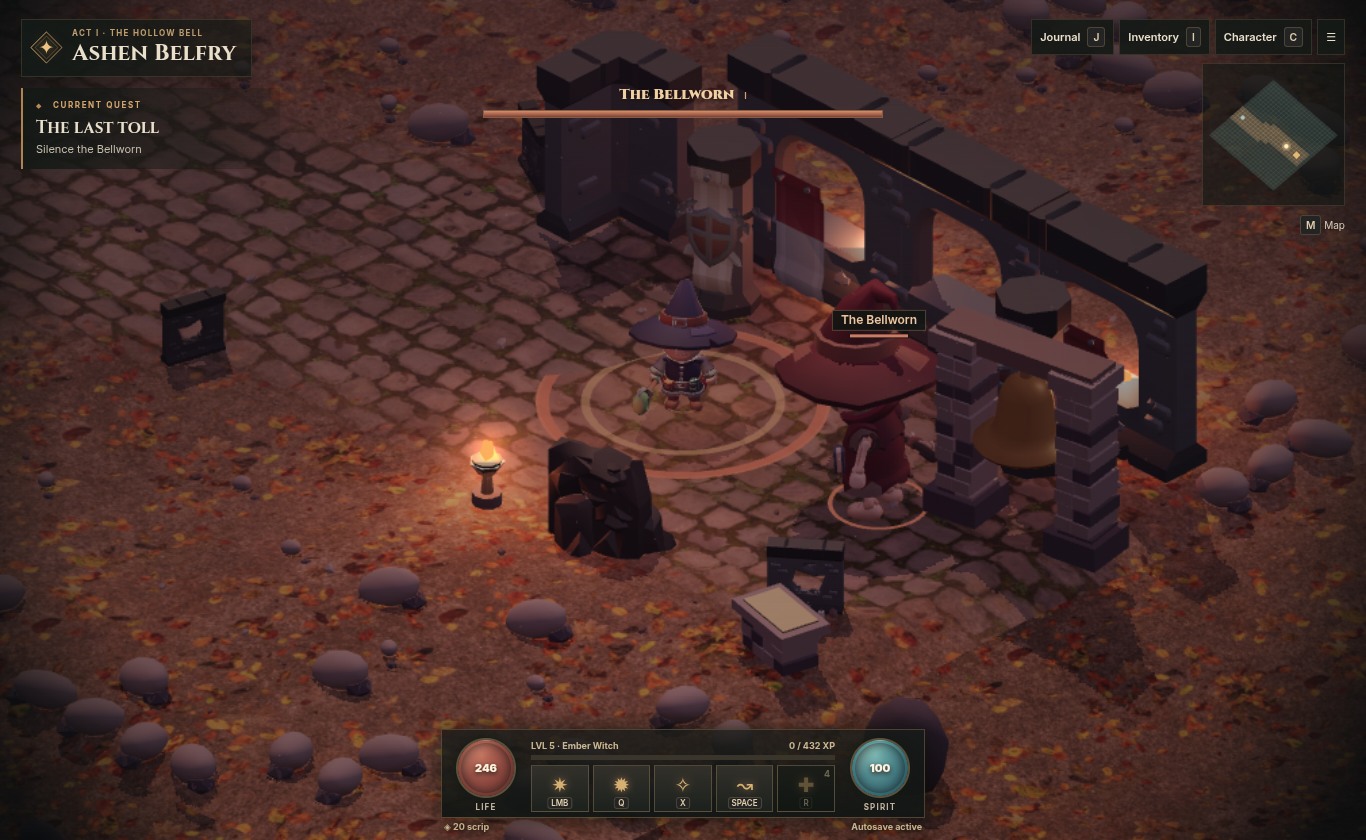 ACT I · THE HOLLOW BELL
ASHEN BELFRY
CURRENT QUEST
THE LAST TOLL
Silence the Bellworn
THE BELLWORN I
Journal J
Inventory I
Character C
M Map
The Bellworn
LVL 5 · Ember Witch
0 / 432 XP
246
LIFE
LMB
Q
X
SPACE
4
R
100
SPIRIT
20 scrip
Autosave active